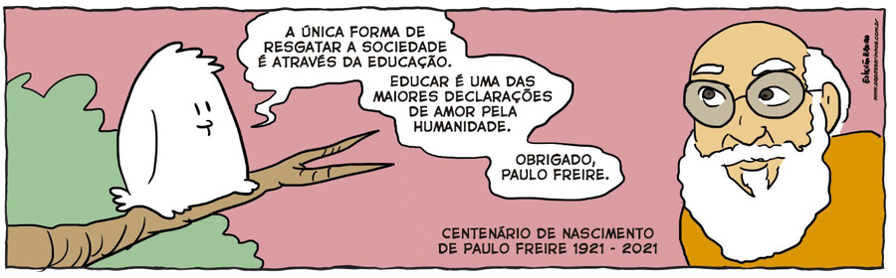 A ÚNICA FORMA DE
RESGATAR A SOCIEDADE
É ATRAVÉS DA EDUCAÇÃO.
EDUCAR É UMA DAS
MAIORES DECLARAÇÕES
DE AMOR PELA
HUMANIDADE.
OBRIGADO,
PAULO FREIRE.
CENTENÁRIO DE NASCIMENTO
DE PAULO FREIRE 1921 - 2021